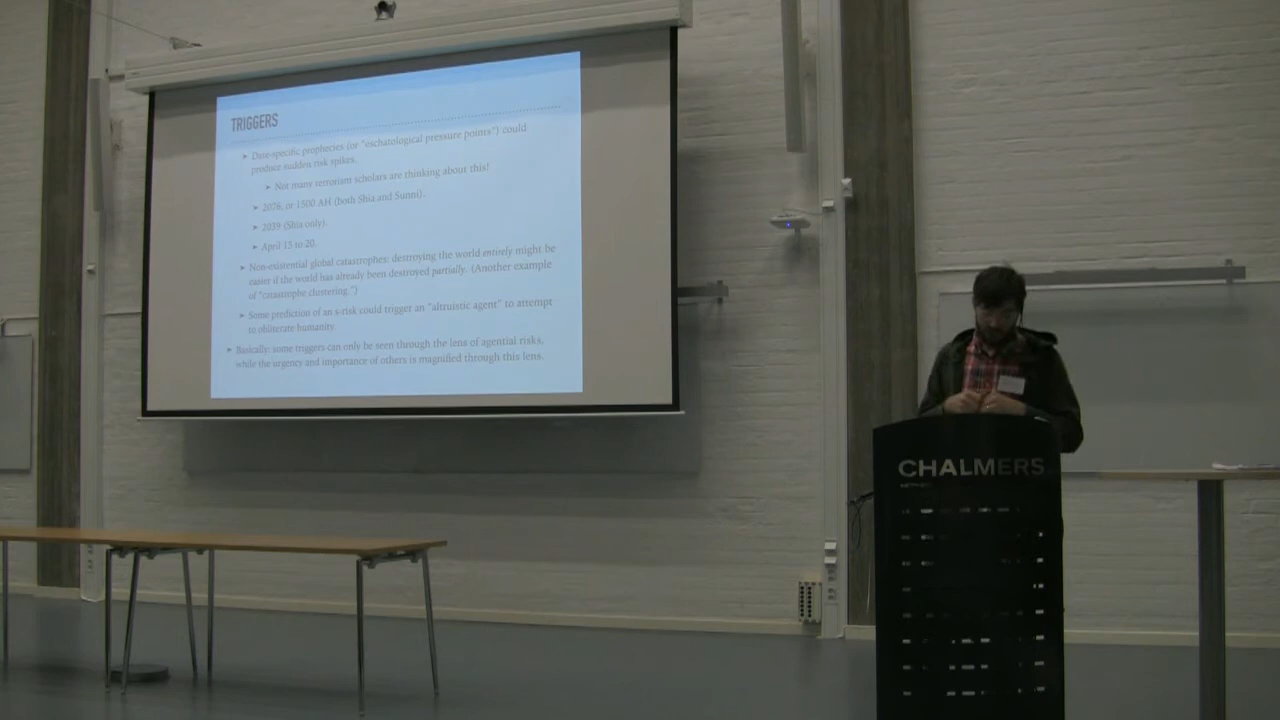 TRIGGERS
➤ Date-specific prophecies (or "eschatological pressure points") could
produce sudden risk spikes.
➤ Not many terrorism scholars are thinking about this!
➤ 2076, or 1500 AH (both Shia and Sunni).
➤ 2039 (Shia only).
➤ April 15 to 20.
➤ Non-existential global catastrophes: destroying the world entirely might be
easier if the world has already been destroyed partially. (Another example
of "catastrophe clustering.")
➤ Some prediction of an s-risk could trigger an "altruistic agent" to attempt
to obliterate humanity.
➤ Basically, some triggers can only be seen through the lens of agential risks,
while the urgency and importance of others is magnified through this lens.
CHALMERS